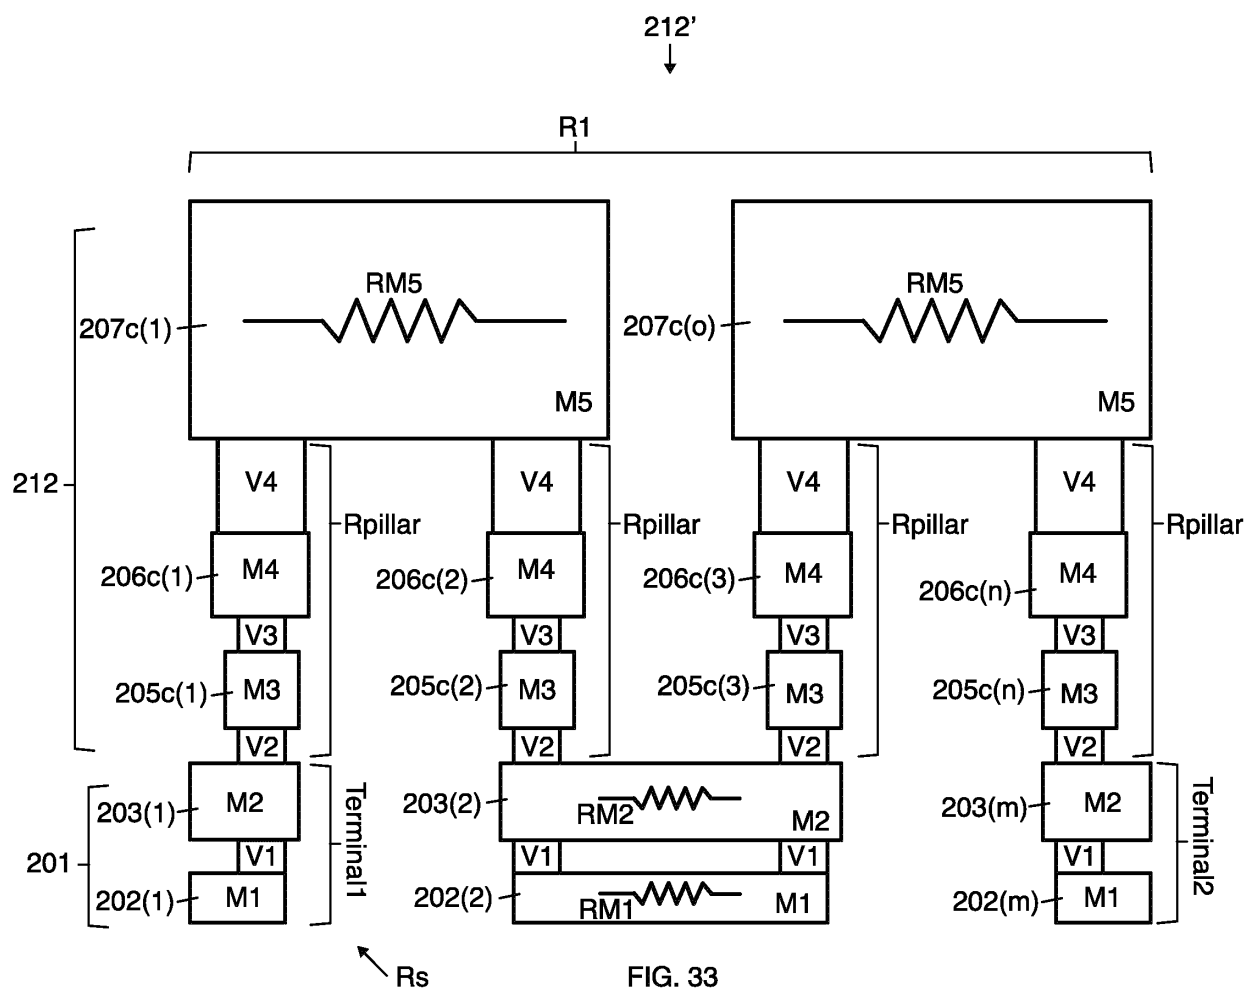 212'
R1
RM5
RM5
207c(1)
207c(o)
M5
M5
212
V4
V4
V4
V4
Rpillar
Rpillar
Rpillar
Rpillar
206c(1)
M4
206c(2)
M4
206c(3)
M4
206c(n)
M4
V3
V3
V3
V3
205c(1)
M3
205c(2)
M3
205c(3)
M3
205c(n)
M3
V2
V2
V2
V2
203(1)
M2
Terminal1
203(2)
RM2
M2
203(m)
M2
Terminal2
201
V1
V1
V1
V1
202(1)
M1
202(2)
RM1
M1
202(m)
M1
Rs
FIG. 33